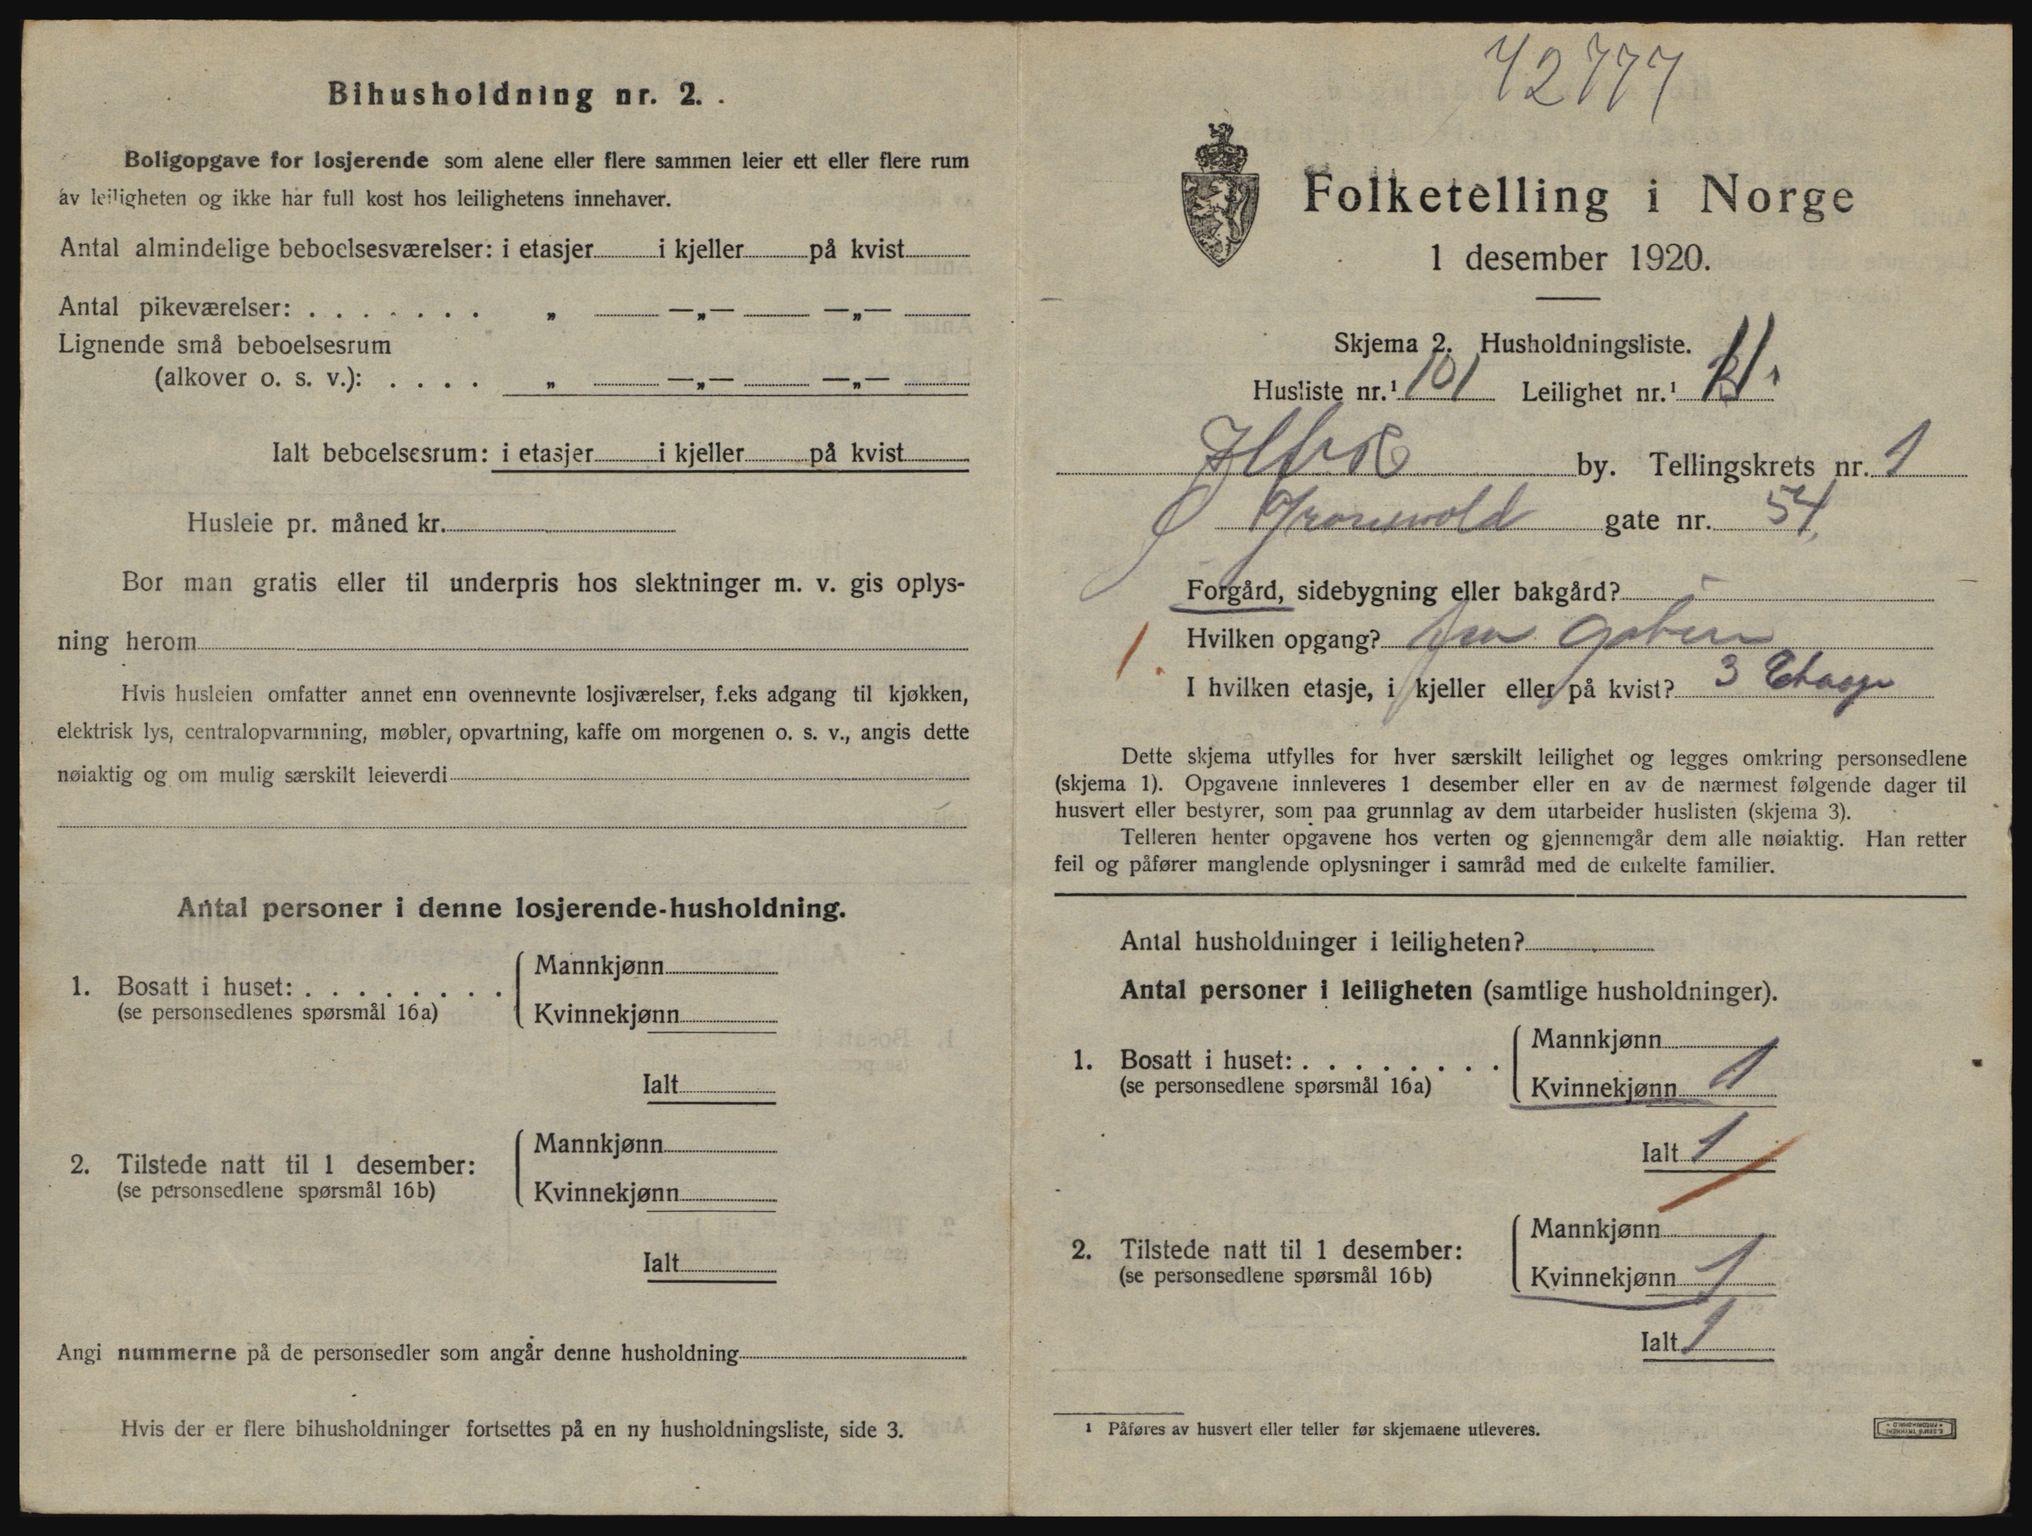 Bihusholdning nr. 2.
Boligopgave for losjerende som alene eller flere sammen leier ett eller flere rum
av leiligheten og ikke har full kost hos leilighetens innehaver.
Antal almindelige beboelsesværelser: i etasjer i kjeller på kvist
Antal pikeværelser: . . . . . . . „ —„— —„—
Lignende små beboelsesrum
(alkover o. s. v.): . . . . „ —„— —„—
Ialt beboelsesrum: i etasjer i kjeller på kvist
Husleie pr. måned kr.
Bor man gratis eller til underpris hos slektninger m. v. gis oplys-
ning herom
Hvis husleien omfatter annet enn ovennevnte losjiværelser, f.eks adgang til kjøkken,
elektrisk lys, centralopvarmning, møbler, opvartning, kaffe om morgenen o. s. v., angis dette
nøiaktig og om mulig særskilt leieverdi
Antal personer i denne losjerende-husholdning.
Mannkjønn
1. Bosatt i huset: . . . . . . . .
(se personsedlenes spørsmål 16a)
Kvinnekjønn
Ialt
Mannkjønn
2. Tilstede natt til 1 desember:
(se personsedlene spørsmål 16b)
Kvinnekjønn
Ialt
Angi nummerne på de personsedler som angår denne husholdning
Hvis der er flere bihusholdninger fortsettes på en ny husholdningsliste, side 3.
42777
Folketelling i Norge
1 desember 1920.
Skjema 2. Husholdningsliste.
Husliste nr.¹ 101 Leilighet nr.¹
by. Tellingskrets nr. 1
gate nr. 54
Forgård, sidebygning eller bakgård?
1. Hvilken opgang?
I hvilken etasje, i kjeller eller på kvist? 3 Etasje
Dette skjema utfylles for hver særskilt leilighet og legges omkring personsedlene
(skjema 1). Opgavene innleveres 1 desember eller en av de nærmest følgende dager til
husvert eller bestyrer, som paa grunnlag av dem utarbeider huslisten (skjema 3).
Telleren henter opgavene hos verten og gjennemgår dem alle nøiaktig. Han retter
feil og påfører manglende oplysninger i samråd med de enkelte familier.
Antal husholdninger i leiligheten?
Antal personer i leiligheten (samtlige husholdninger).
Mannkjønn
1. Bosatt i huset: . . . . . . . .
(se personsedlene spørsmål 16a)
Kvinnekjønn 1
Ialt 1
Mannkjønn
2. Tilstede natt til 1 desember:
(se personsedlene spørsmål 16b)
Kvinnekjønn 1
Ialt 1
¹ Påføres av husvert eller teller før skjemaene utleveres.